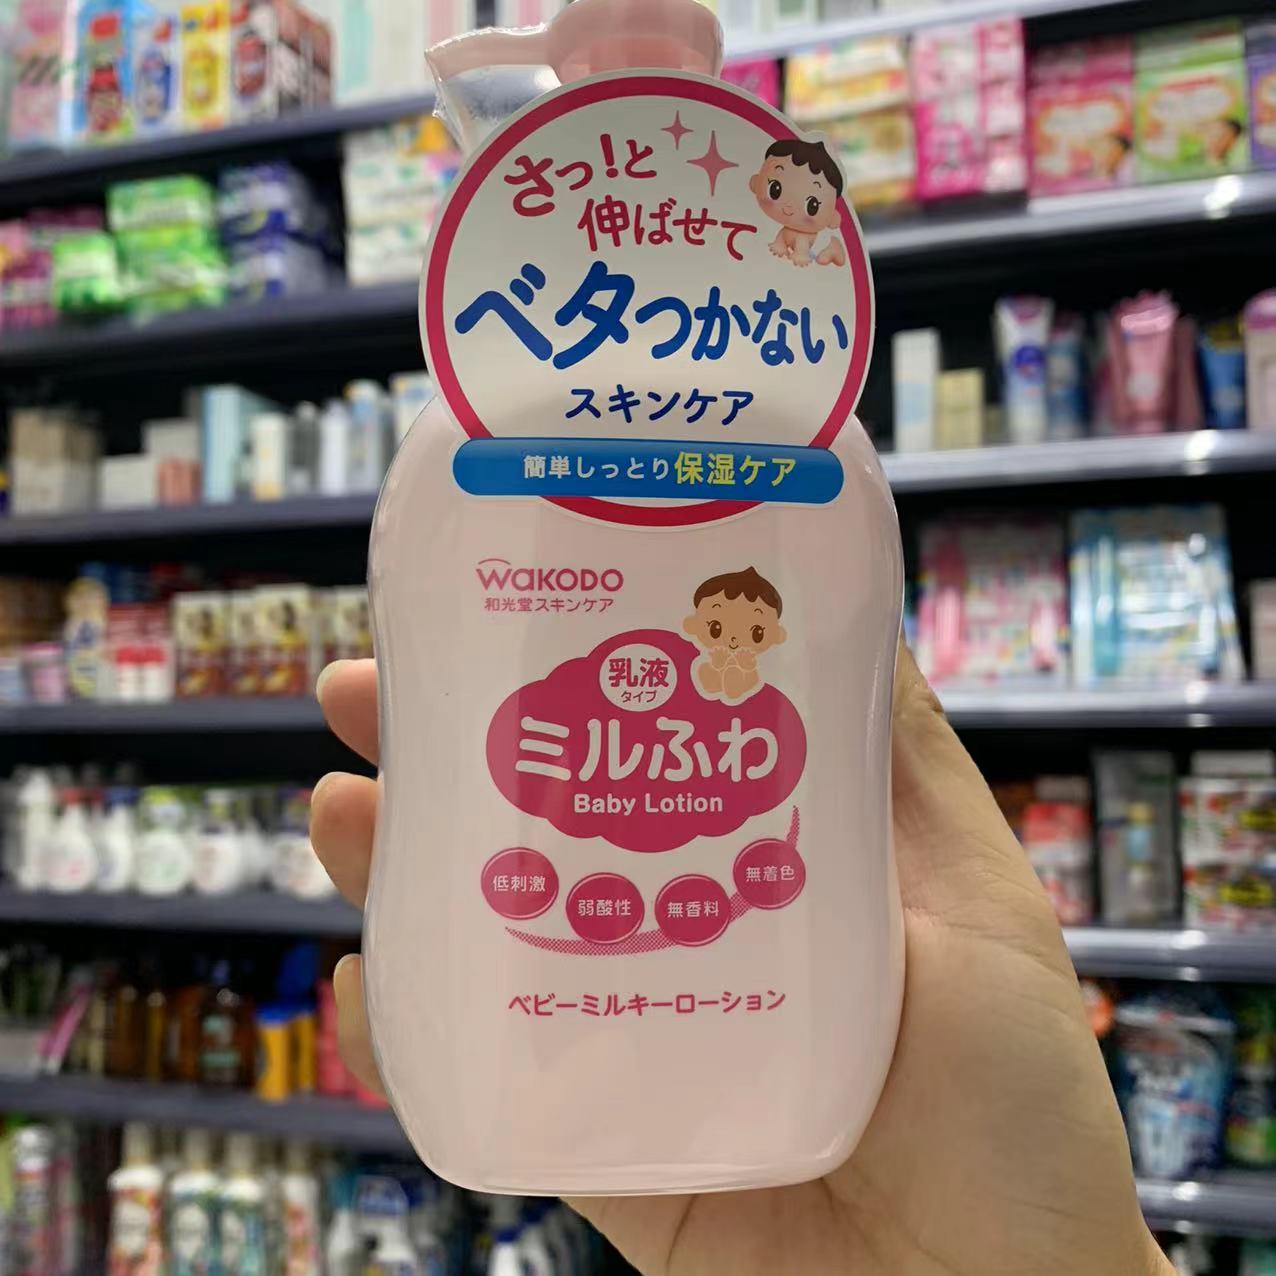 さっ!と
伸ばせて
ベタつかない
スキンケア
簡単しっとり保湿ケア
WAKODO
和光堂スキンケア
乳液
タイプ
ミルふわ
Baby Lotion
低刺激
弱酸性
無香料
無着色
ベビーミルキーローション